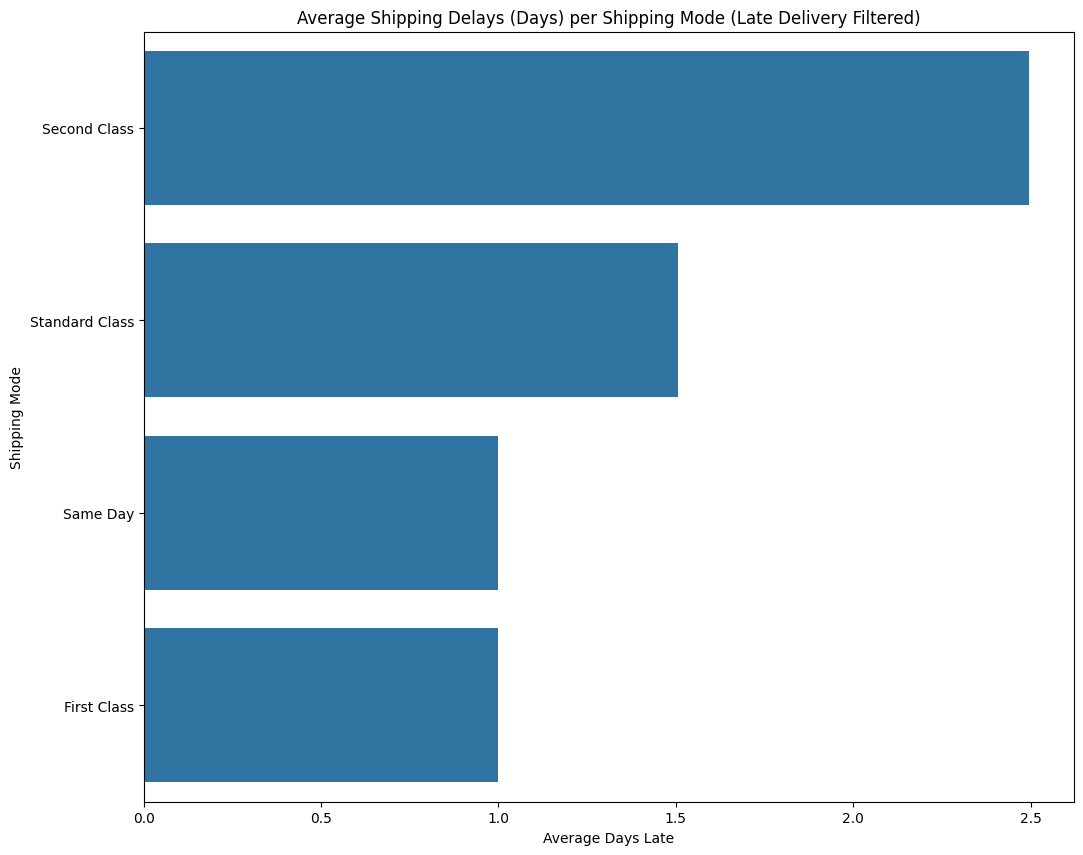 Average Shipping Delays (Days) per Shipping Mode (Late Delivery Filtered)
Second Class
Standard Class
Same Day
First Class
Shipping Mode
0.0 0.5 1.0 1.5 2.0 2.5
Average Days Late